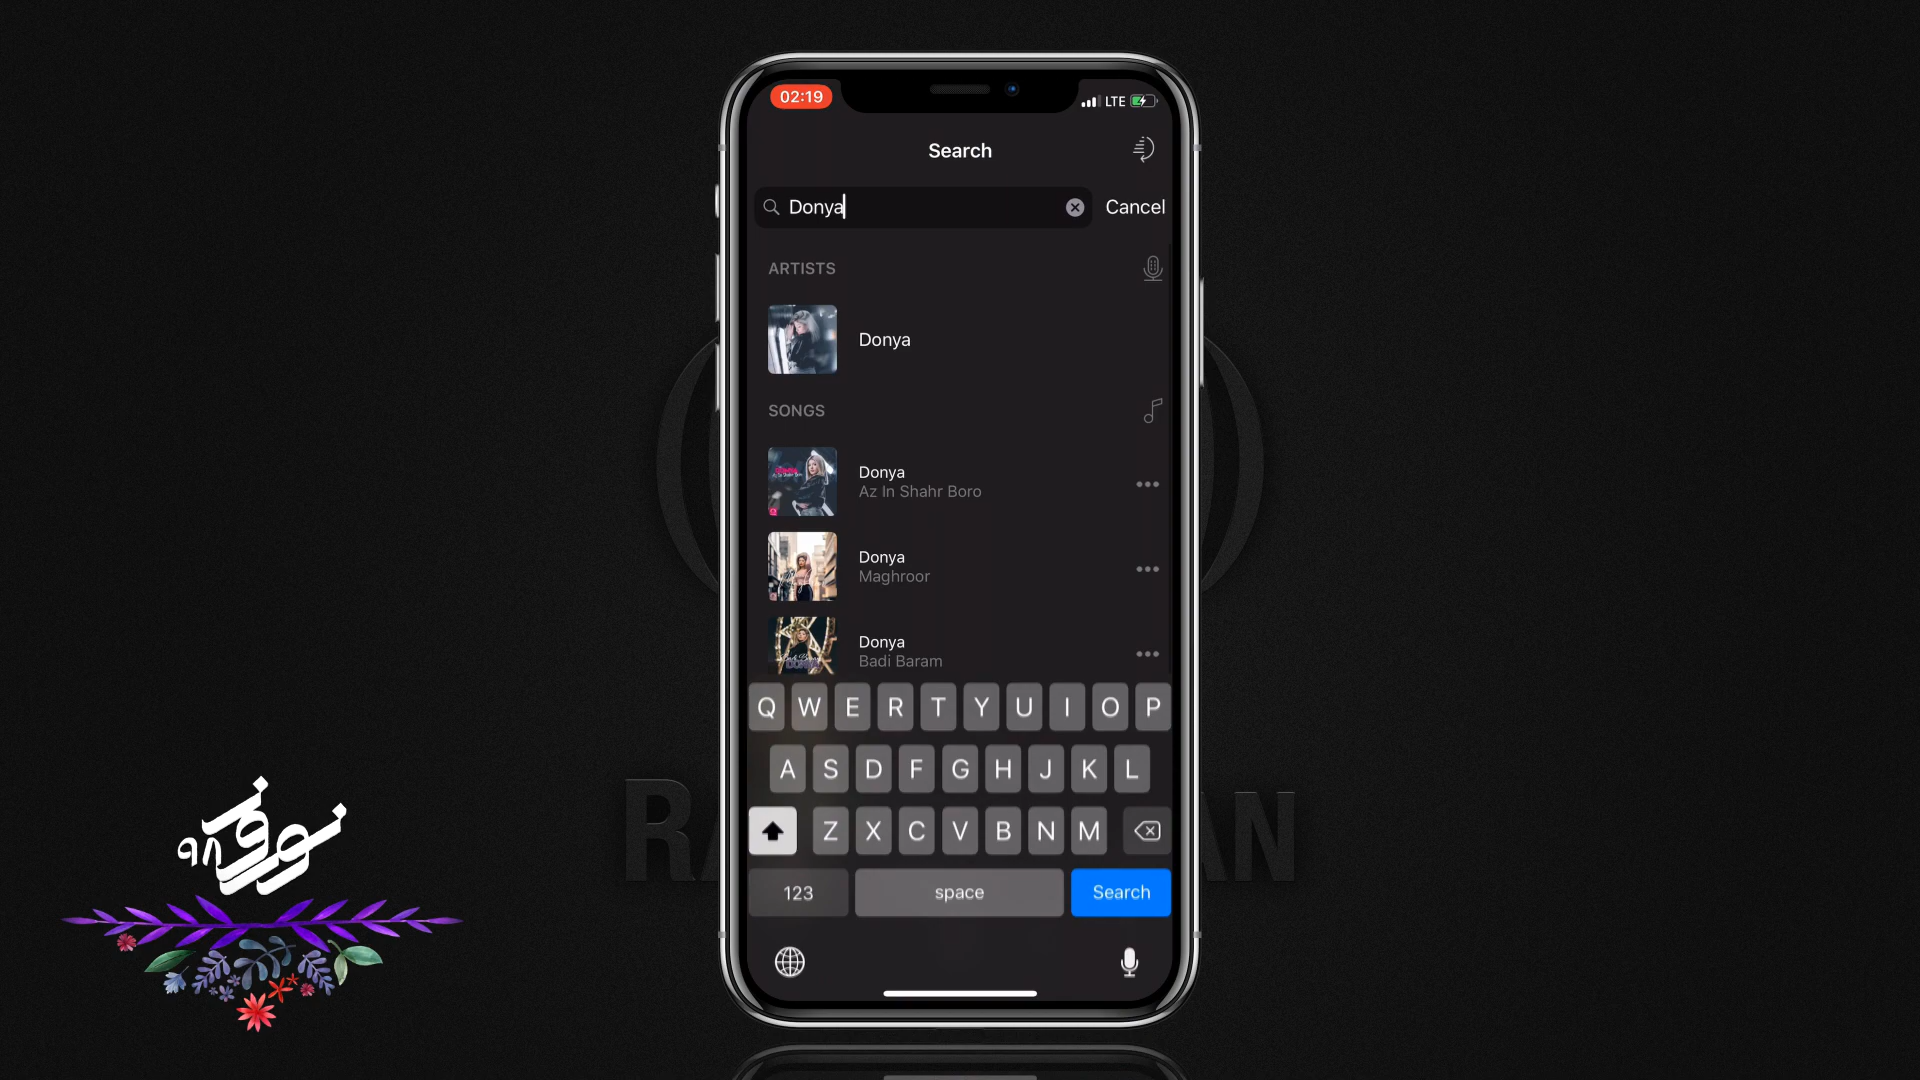 02:19
LTE
Search
Donya
Cancel
ARTISTS
Donya
SONGS
Donya
Az In Shahr Boro
Donya
Maghroor
Donya
Badi Baram
Q W E R T Y U I O P
A S D F G H J K L
Z X C V B N M
123
space
Search
۹۸